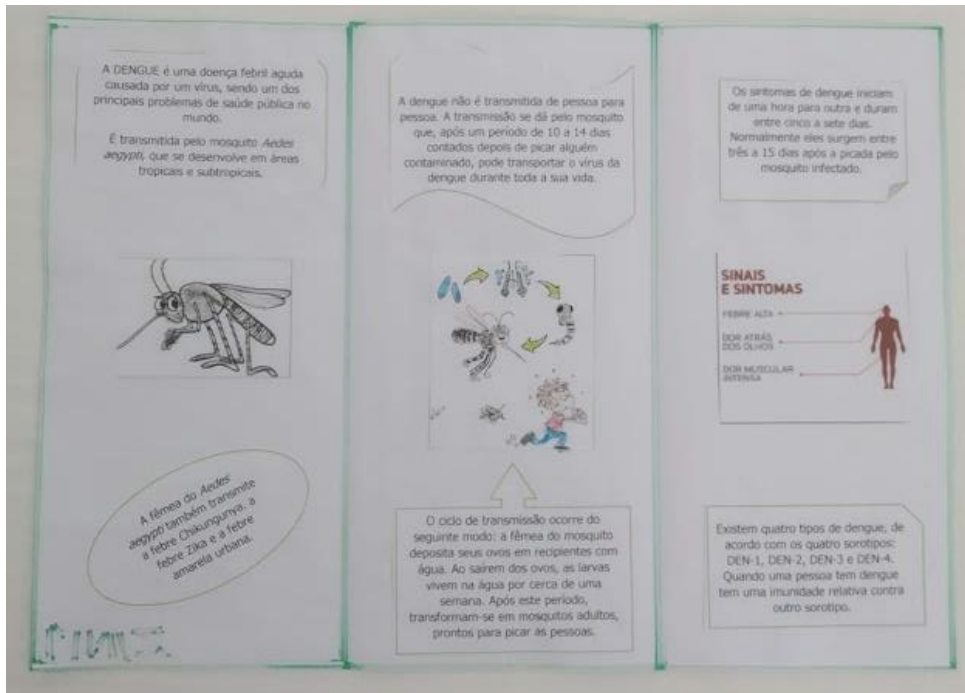 A DENGUE é uma doença febril aguda
causada por um vírus, sendo um dos
principais problemas de saúde pública no
mundo.
É transmitida pelo mosquito Aedes
aegypti, que se desenvolve em áreas
tropicais e subtropicais.
A fêmea do Aedes
aegypti também transmite
a febre Chikungunya, a
febre Zika e a febre
amarela urbana.
A dengue não é transmitida de pessoa para
pessoa. A transmissão se dá pelo mosquito
que, após um período de 10 a 14 dias
contados depois de picar alguém
contaminado, pode transportar o vírus da
dengue durante toda a sua vida.
O ciclo de transmissão ocorre do
seguinte modo: a fêmea do mosquito
deposita seus ovos em recipientes com
água. Ao saírem dos ovos, as larvas
vivem na água por cerca de uma
semana. Após este período,
transformam-se em mosquitos adultos,
prontos para picar as pessoas.
Os sintomas de dengue iniciam
de uma hora para outra e duram
entre cinco a sete dias.
Normalmente eles surgem entre
três a 15 dias após a picada pelo
mosquito infectado.
SINAIS
E SINTOMAS
FEBRE ALTA
DOR ATRÁS
DOS OLHOS
DOR MUSCULAR
INTENSA
Existem quatro tipos de dengue, de
acordo com os quatro sorotipos:
DEN-1, DEN-2, DEN-3 e DEN-4.
Quando uma pessoa tem dengue
tem uma imunidade relativa contra
outro sorotipo.